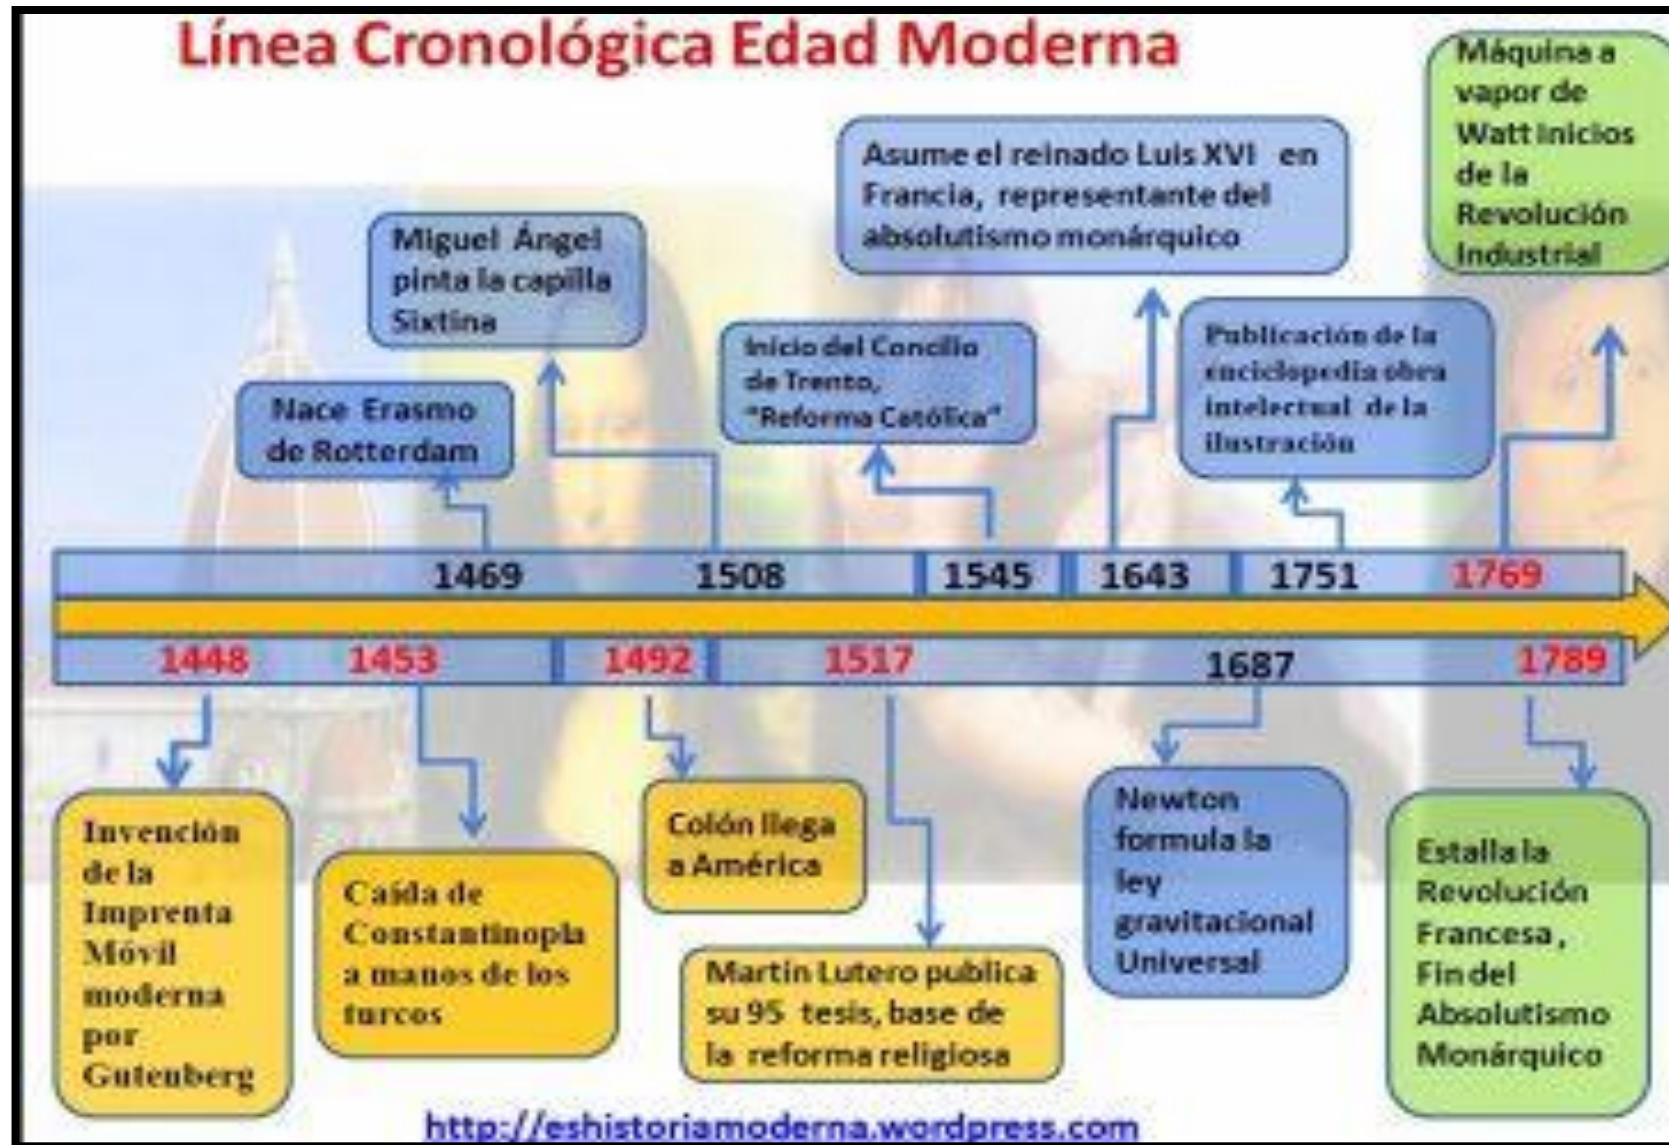 Línea Cronológica Edad Moderna
Máquina a
vapor de
Watt inicios
de la
Revolución
Industrial
Asume el reinado Luis XVI en
Francia, representante del
absolutismo monárquico
Miguel Ángel
pinta la capilla
Sixtina
Publicación de la
enciclopedia obra
intelectual de la
ilustración
Inicio del Concilio
de Trento,
"Reforma Católica"
Nace Erasmo
de Rotterdam
1469
1508
1545
1643
1751
1769
1448
1453
1492
1517
1687
1789
Invención
de la
Imprenta
Móvil
moderna
por
Gutenberg
Caída de
Constantinopla
a manos de los
turcos
Colón llega
a América
Martín Lutero publica
su 95 tesis, base de
la reforma religiosa
Newton
formula la
ley
gravitacional
Universal
Estalla la
Revolución
Francesa,
Fin del
Absolutismo
Monárquico
http://eshistoriamoderna.wordpress.com